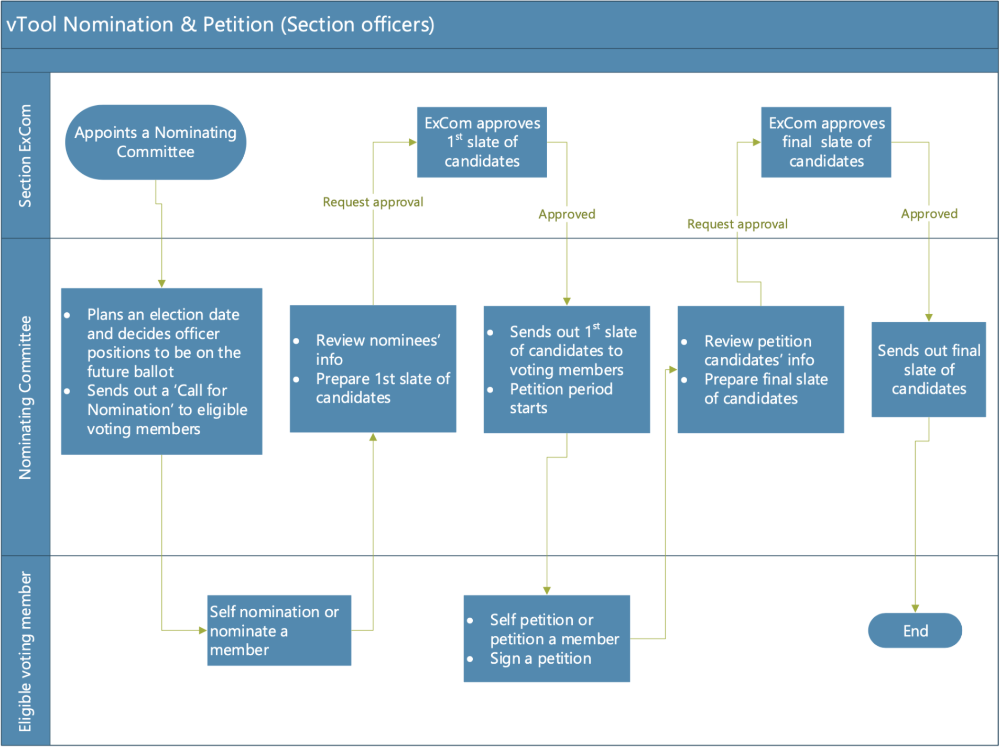 vTool Nomination & Petition (Section officers)
Section ExCom
Appoints a Nominating
Committee
ExCom approves
1st slate of
candidates
ExCom approves
final slate of
candidates
Request approval
Approved
Request approval
Approved
Nominating Committee
• Plans an election date
and decides officer
positions to be on the
future ballot
• Sends out a ‘Call for
Nomination’ to eligible
voting members
• Review nominees’
info
• Prepare 1st slate of
candidates
• Sends out 1st slate
of candidates to
voting members
• Petition period
starts
• Review petition
candidates’ info
• Prepare final slate
of candidates
Sends out final
slate of
candidates
Eligible voting member
Self nomination or
nominate a
member
• Self petition or
petition a member
• Sign a petition
End